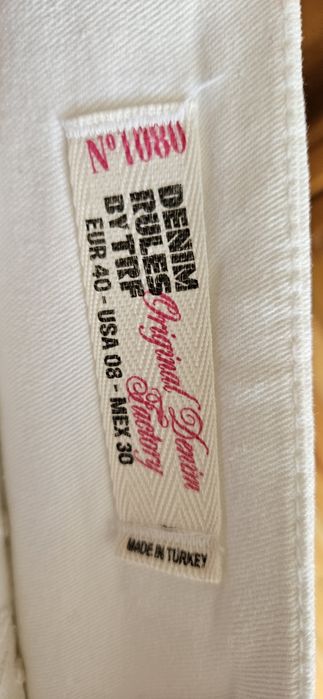 Nº1080
DENIM
RULES
BY TRF
EUR 40 - USA 08 - MEX 30
Original Denim
Factory
MADE IN TURKEY